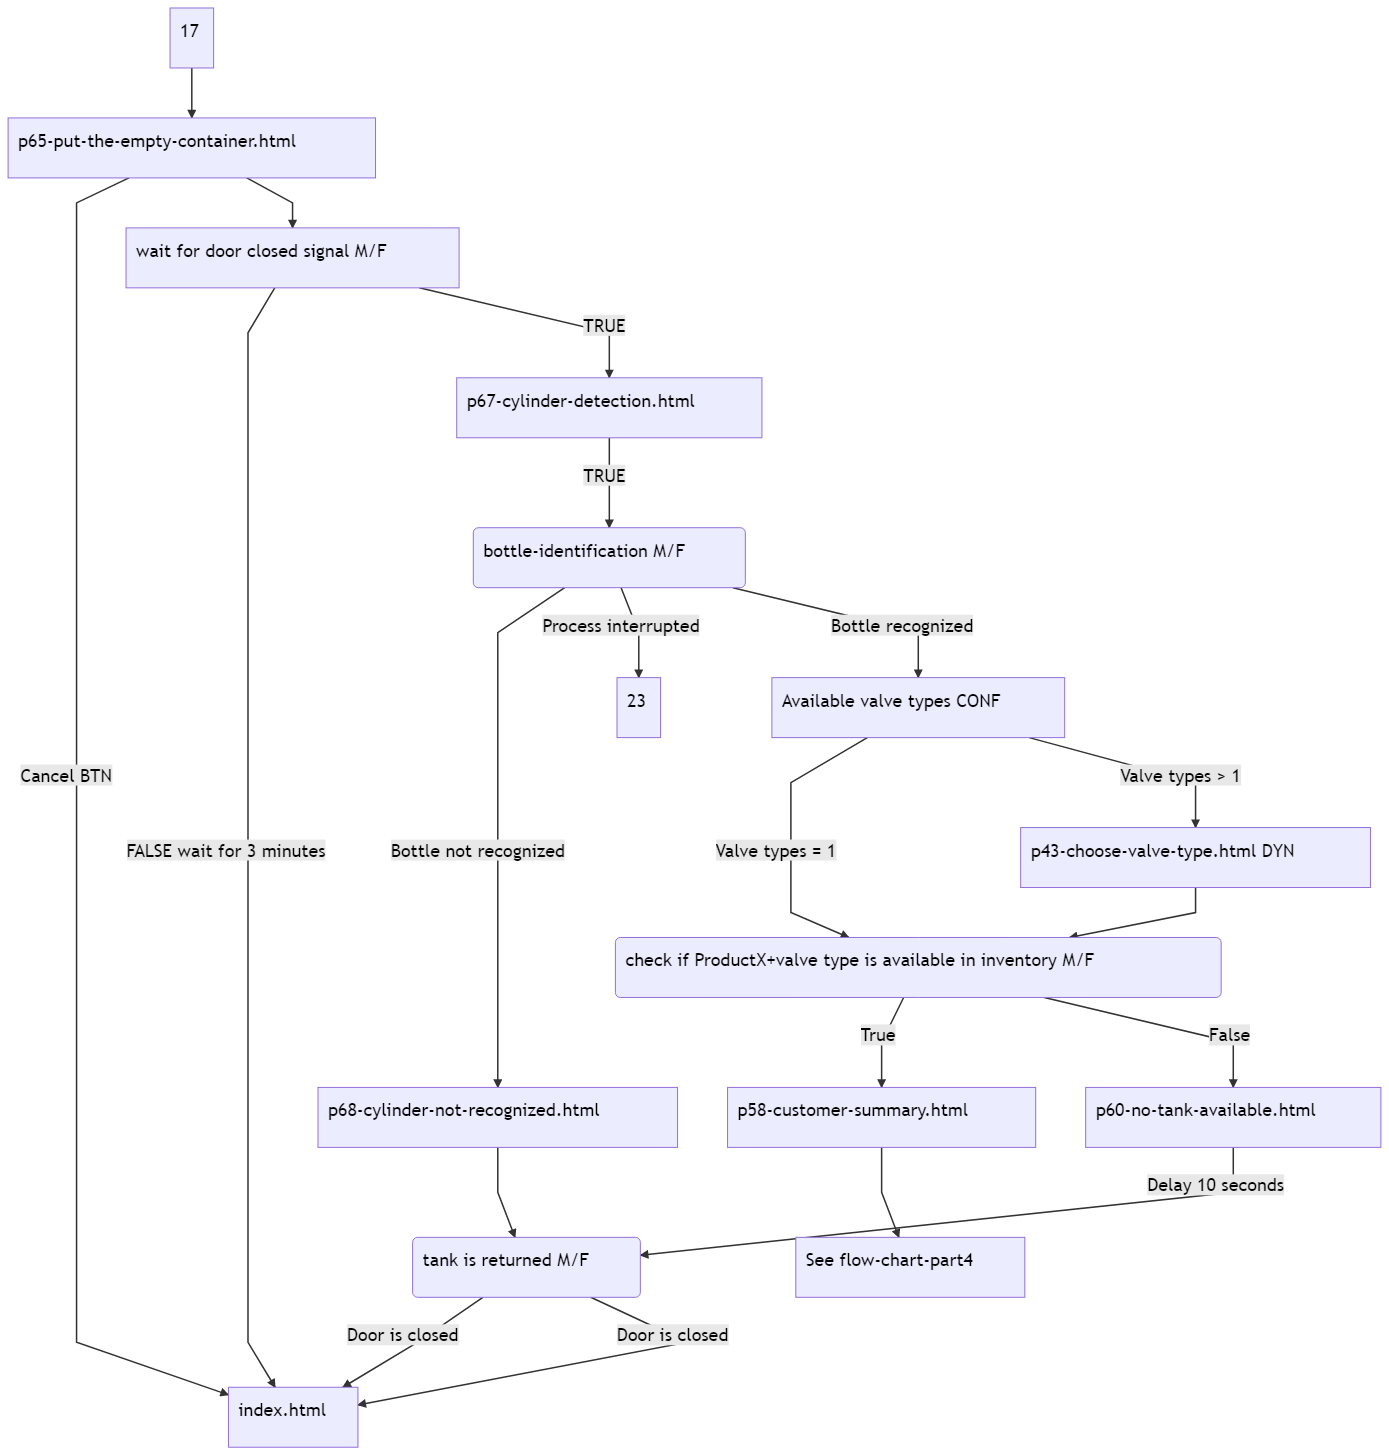 17
p65-put-the-empty-container.html
wait for door closed signal M/F
TRUE
p67-cylinder-detection.html
TRUE
bottle-identification M/F
Process interrupted
Bottle recognized
23
Available valve types CONF
Cancel BTN
Valve types > 1
FALSE wait for 3 minutes
Bottle not recognized
Valve types = 1
p43-choose-valve-type.html DYN
check if ProductX+valve type is available in inventory M/F
True
False
p68-cylinder-not-recognized.html
p58-customer-summary.html
p60-no-tank-available.html
Delay 10 seconds
tank is returned M/F
See flow-chart-part4
Door is closed
Door is closed
index.html